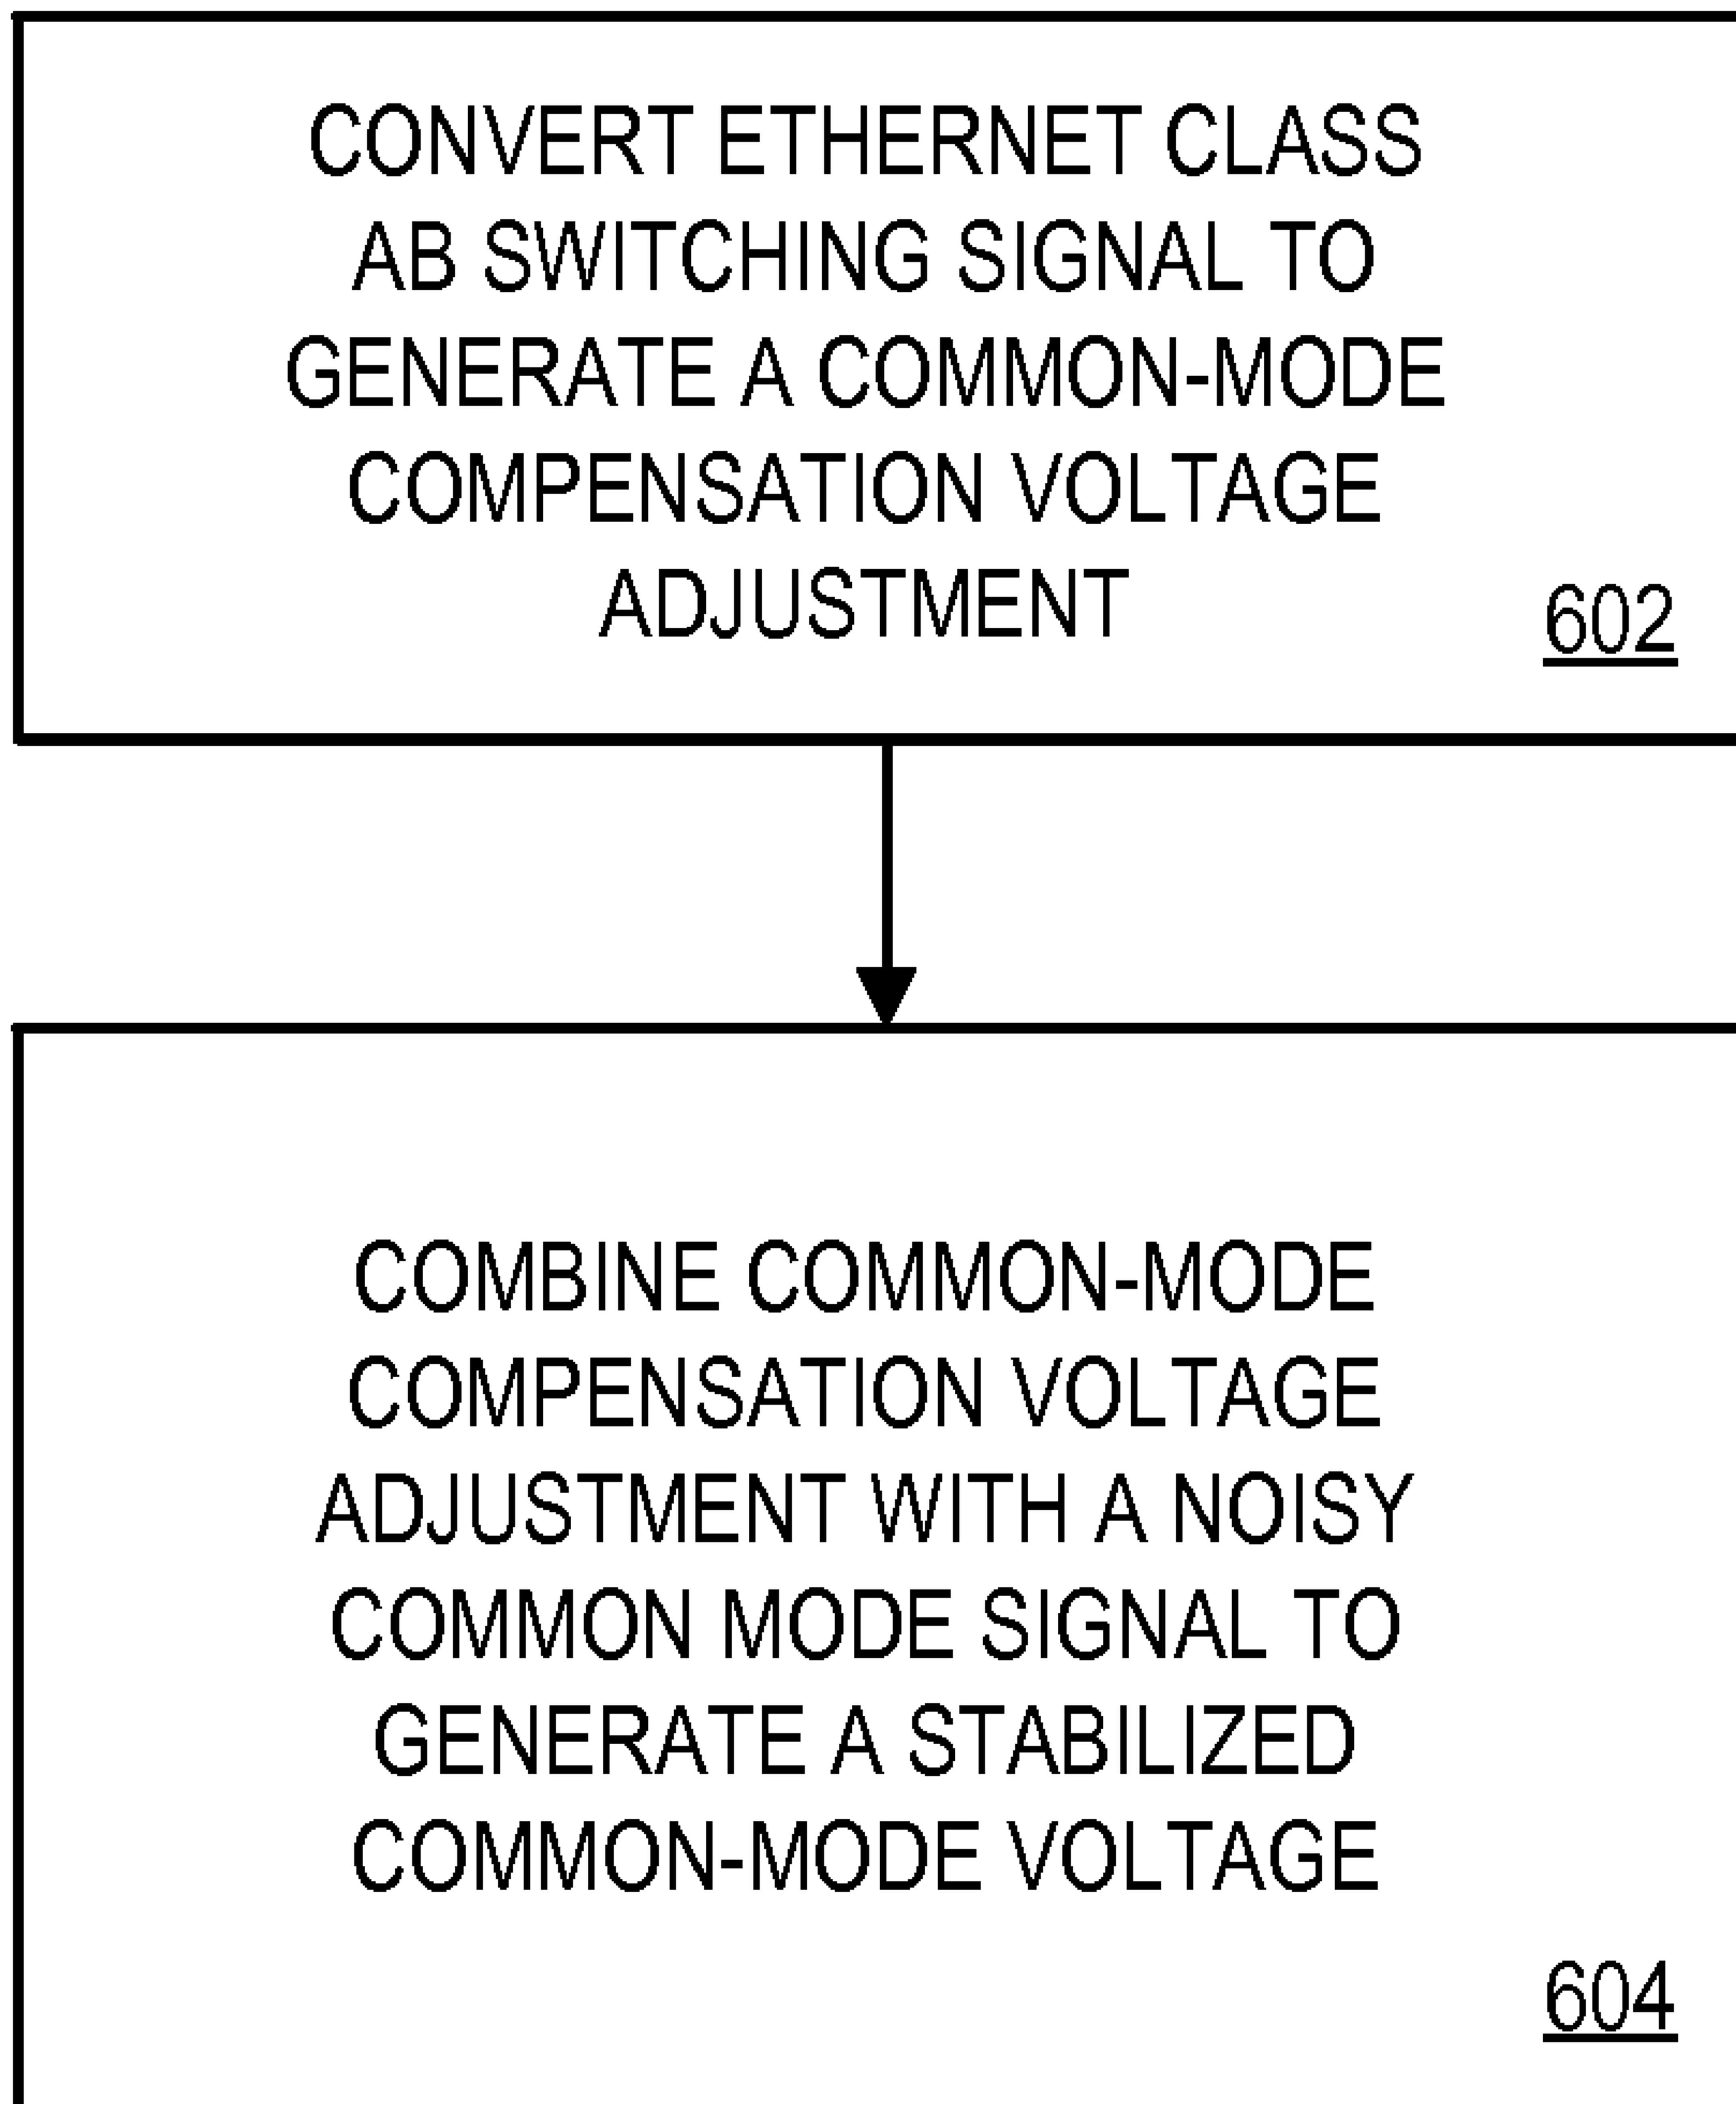 CONVERT ETHERNET CLASS
AB SWITCHING SIGNAL TO
GENERATE A COMMON-MODE
COMPENSATION VOLTAGE
ADJUSTMENT
602
COMBINE COMMON-MODE
COMPENSATION VOLTAGE
ADJUSTMENT WITH A NOISY
COMMON MODE SIGNAL TO
GENERATE A STABILIZED
COMMON-MODE VOLTAGE
604